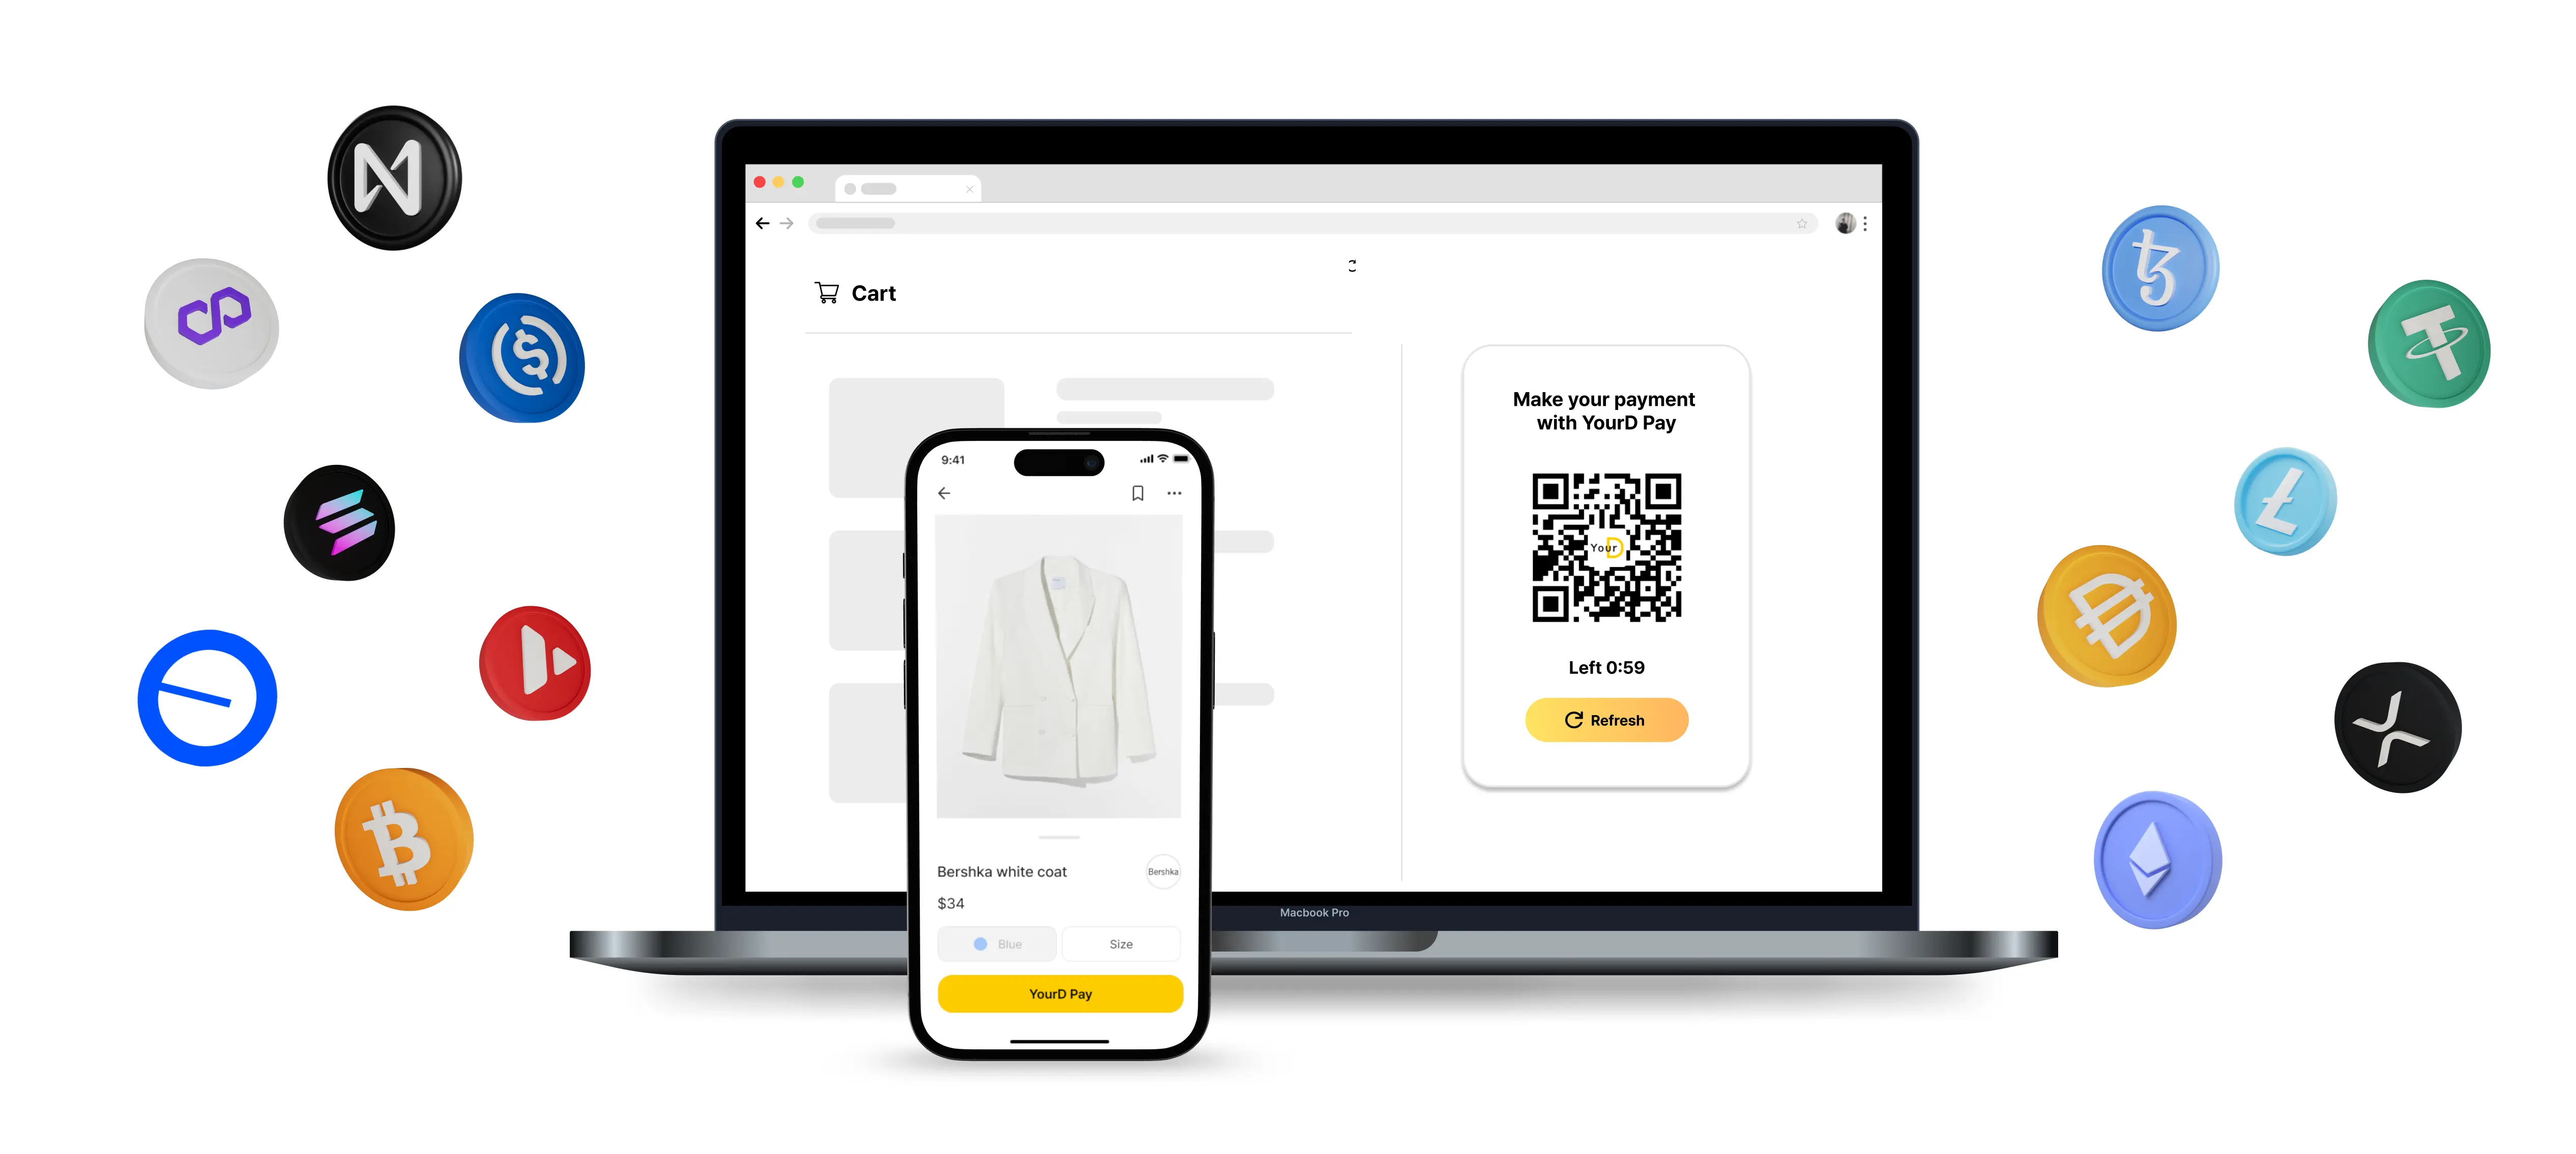 Cart
Make your payment
with YourD Pay
YourD
Left 0:59
Refresh
9:41
Bershka white coat
Bershka
$34
Blue
Size
YourD Pay
Macbook Pro